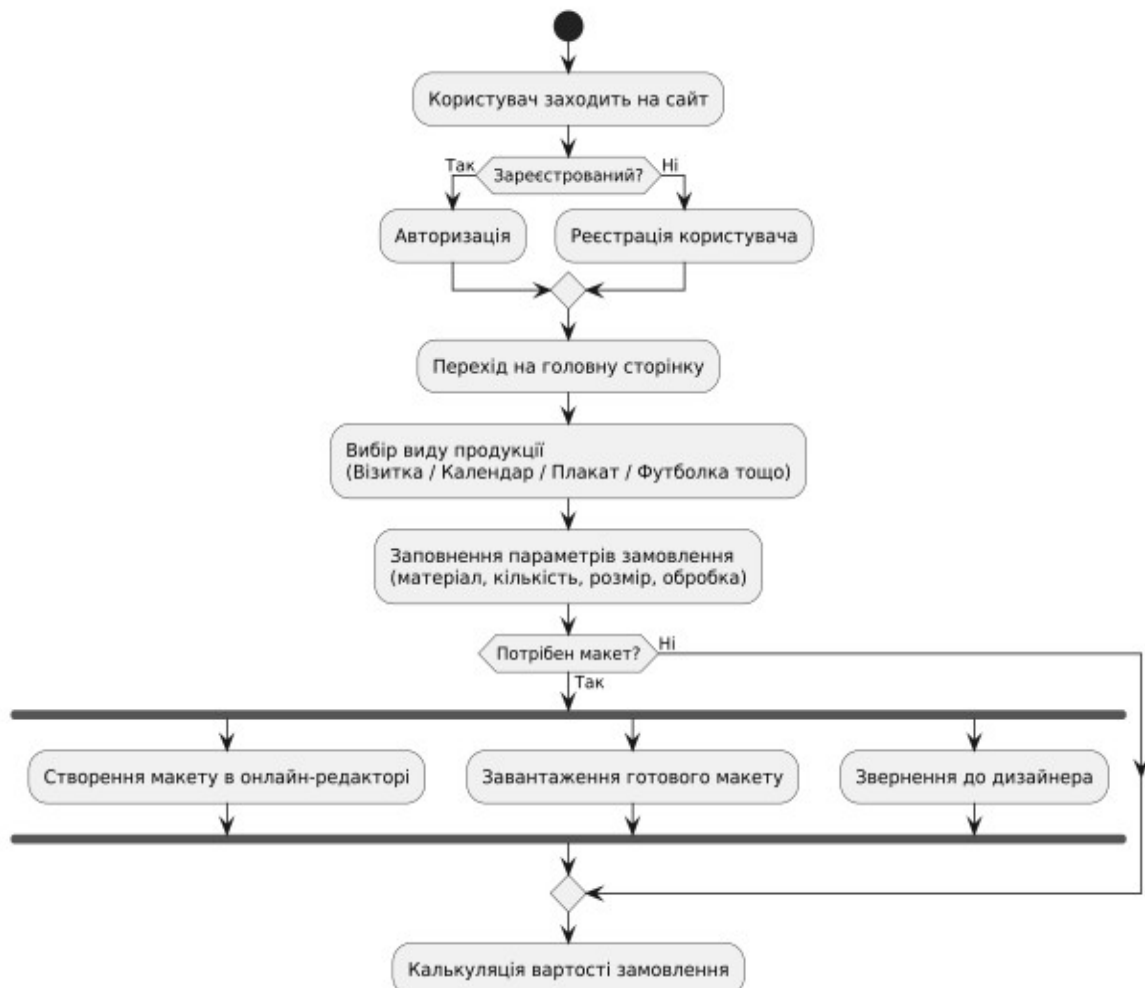 Користувач заходить на сайт
Так
Зареєстрований?
Ні
Авторизація
Реєстрація користувача
Перехід на головну сторінку
Вибір виду продукції
(Візитка / Календар / Плакат / Футболка тощо)
Заповнення параметрів замовлення
(матеріал, кількість, розмір, обробка)
Потрібен макет?
Ні
Так
Створення макету в онлайн-редакторі
Завантаження готового макету
Звернення до дизайнера
Калькуляція вартості замовлення